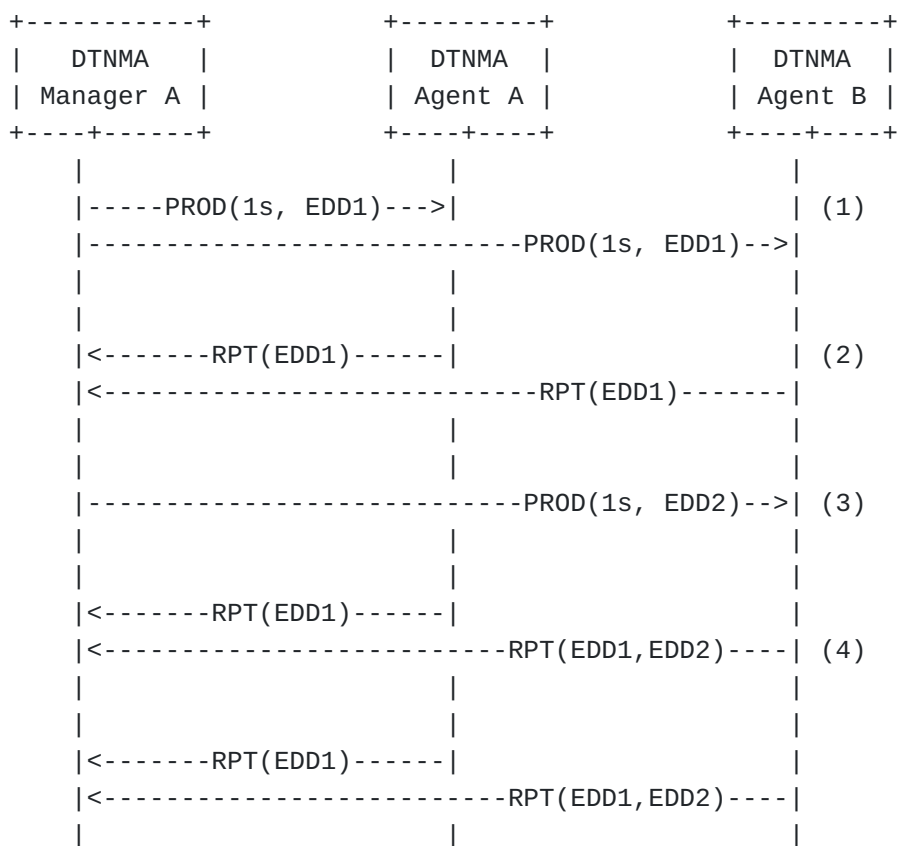 +-----------+           +---------+           +---------+
|   DTNMA   |           |  DTNMA  |           |  DTNMA  |
| Manager A |           | Agent A |           | Agent B |
+----+------+           +----+----+           +----+----+
    |                       |                     |
    |-----PROD(1s, EDD1)--->|                     | (1)
    |----------------------------PROD(1s, EDD1)-->|
    |                       |                     |
    |                       |                     |
    |<-------RPT(EDD1)------|                     | (2)
    |<----------------------------RPT(EDD1)-------|
    |                       |                     |
    |                       |                     |
    |----------------------------PROD(1s, EDD2)-->| (3)
    |                       |                     |
    |                       |                     |
    |<-------RPT(EDD1)------|                     |
    |<--------------------------RPT(EDD1,EDD2)----| (4)
    |                       |                     |
    |                       |                     |
    |<-------RPT(EDD1)------|                     |
    |<--------------------------RPT(EDD1,EDD2)----|
    |                       |                     |